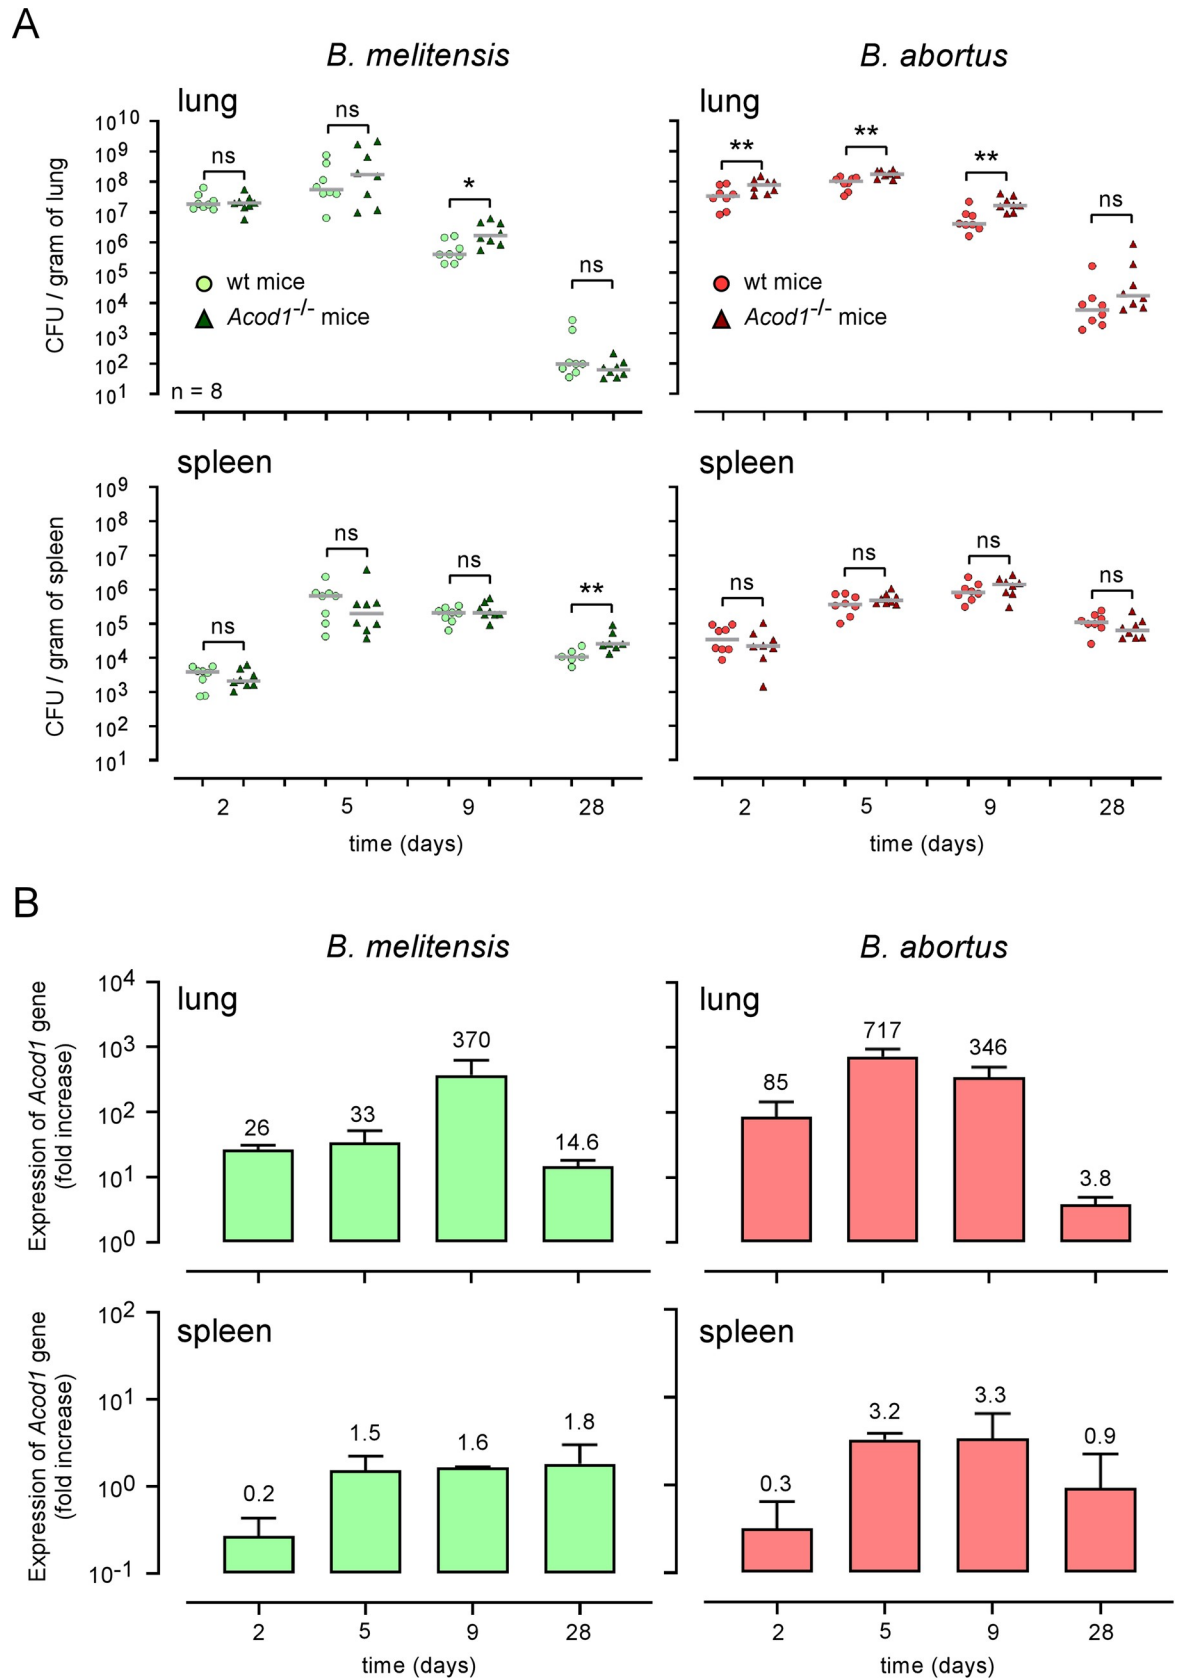 A
B. melitensis
B. abortus
lung
lung
CFU / gram of lung
10^10
10^9
10^8
10^7
10^6
10^5
10^4
10^3
10^2
10^1
ns
ns
*
ns
**
**
**
ns
wt mice
Acod1-/- mice
n = 8
wt mice
Acod1-/- mice
spleen
spleen
CFU / gram of spleen
10^9
10^8
10^7
10^6
10^5
10^4
10^3
10^2
10^1
ns
ns
ns
**
ns
ns
ns
ns
2 5 9 28
2 5 9 28
time (days)
time (days)
B
B. melitensis
B. abortus
lung
lung
Expression of Acod1 gene
(fold increase)
10^4
10^3
10^2
10^1
10^0
26
33
370
14.6
85
717
346
3.8
spleen
spleen
Expression of Acod1 gene
(fold increase)
10^2
10^1
10^0
10^-1
0.2
1.5
1.6
1.8
0.3
3.2
3.3
0.9
2 5 9 28
2 5 9 28
time (days)
time (days)